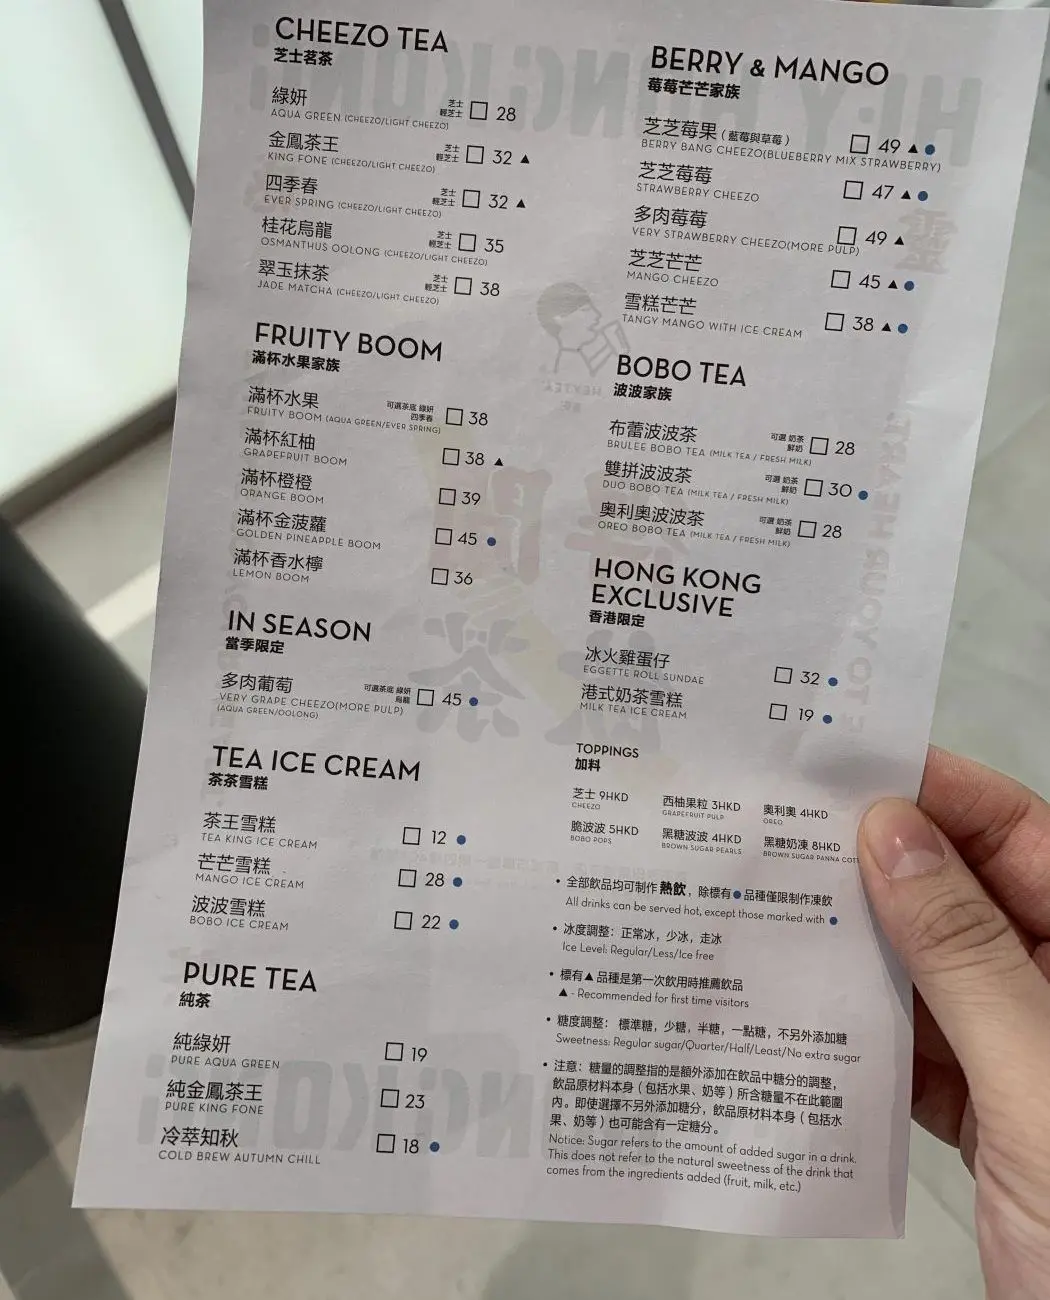 CHEEZO TEA
芝士茗茶
綠妍 芝士 輕芝士 □ 28
AQUA GREEN (CHEEZO/LIGHT CHEEZO)
金鳳茶王 芝士 輕芝士 □ 32 ▲
KING FONE (CHEEZO/LIGHT CHEEZO)
四季春 芝士 輕芝士 □ 32 ▲
EVER SPRING (CHEEZO/LIGHT CHEEZO)
桂花烏龍 芝士 輕芝士 □ 35
OSMANTHUS OOLONG (CHEEZO/LIGHT CHEEZO)
翠玉抹茶 芝士 輕芝士 □ 38
JADE MATCHA (CHEEZO/LIGHT CHEEZO)
FRUITY BOOM
滿杯水果家族
滿杯水果 可選茶底 綠妍 四季春 □ 38
FRUITY BOOM (AQUA GREEN/EVER SPRING)
滿杯紅柚 □ 38 ▲
GRAPEFRUIT BOOM
滿杯橙橙 □ 39
ORANGE BOOM
滿杯金菠蘿 □ 45 ●
GOLDEN PINEAPPLE BOOM
滿杯香水檸 □ 36
LEMON BOOM
IN SEASON
當季限定
多肉葡萄 可選茶底 綠妍 烏龍 □ 45 ●
VERY GRAPE CHEEZO(MORE PULP)
(AQUA GREEN/OOLONG)
TEA ICE CREAM
茶茶雪糕
茶王雪糕 □ 12 ●
TEA KING ICE CREAM
芒芒雪糕 □ 28 ●
MANGO ICE CREAM
波波雪糕 □ 22 ●
BOBO ICE CREAM
PURE TEA
純茶
純綠妍 □ 19
PURE AQUA GREEN
純金鳳茶王 □ 23
PURE KING FONE
冷萃知秋 □ 18 ●
COLD BREW AUTUMN CHILL
BERRY & MANGO
莓莓芒芒家族
芝芝莓果 (藍莓與草莓) □ 49 ▲ ●
BERRY BANG CHEEZO(BLUEBERRY MIX STRAWBERRY)
芝芝莓莓 □ 47 ▲ ●
STRAWBERRY CHEEZO
多肉莓莓 □ 49 ▲
VERY STRAWBERRY CHEEZO(MORE PULP)
芝芝芒芒 □ 45 ▲ ●
MANGO CHEEZO
雪糕芒芒 □ 38 ▲ ●
TANGY MANGO WITH ICE CREAM
BOBO TEA
波波家族
布蕾波波茶 可選 奶茶 鮮奶 □ 28
BRULEE BOBO TEA (MILK TEA / FRESH MILK)
雙拼波波茶 可選 奶茶 鮮奶 □ 30 ●
DUO BOBO TEA (MILK TEA / FRESH MILK)
奧利奧波波茶 可選 奶茶 鮮奶 □ 28
OREO BOBO TEA (MILK TEA / FRESH MILK)
HONG KONG
EXCLUSIVE
香港限定
冰火雞蛋仔 □ 32 ●
EGGETTE ROLL SUNDAE
港式奶茶雪糕 □ 19 ●
MILK TEA ICE CREAM
TOPPINGS
加料
芝士 9HKD 西柚果粒 3HKD 奧利奧 4HKD
CHEEZO GRAPEFRUIT PULP OREO
脆波波 5HKD 黑糖波波 4HKD 黑糖奶凍 8HKD
BOBO POPS BROWN SUGAR PEARLS BROWN SUGAR PANNA COTT
• 全部飲品均可制作 熱飲，除標有 ● 品種僅限制作凍飲
All drinks can be served hot, except those marked with ●
• 冰度調整：正常冰，少冰，走冰
Ice Level: Regular/Less/Ice free
• 標有▲品種是第一次飲用時推薦飲品
▲ - Recommended for first time visitors
• 糖度調整： 標準糖，少糖，半糖，一點糖，不另外添加糖
Sweetness: Regular sugar/Quarter/Half/Least/No extra sugar
• 注意：糖量的調整指的是額外添加在飲品中糖分的調整，
飲品原材料本身（包括水果、奶等）所含糖量不在此範圍
內。即使選擇不另外添加糖分，飲品原材料本身（包括水
果、奶等）也可能含有一定糖分。
Notice: Sugar refers to the amount of added sugar in a drink.
This does not refer to the natural sweetness of the drink that
comes from the ingredients added (fruit, milk, etc.)